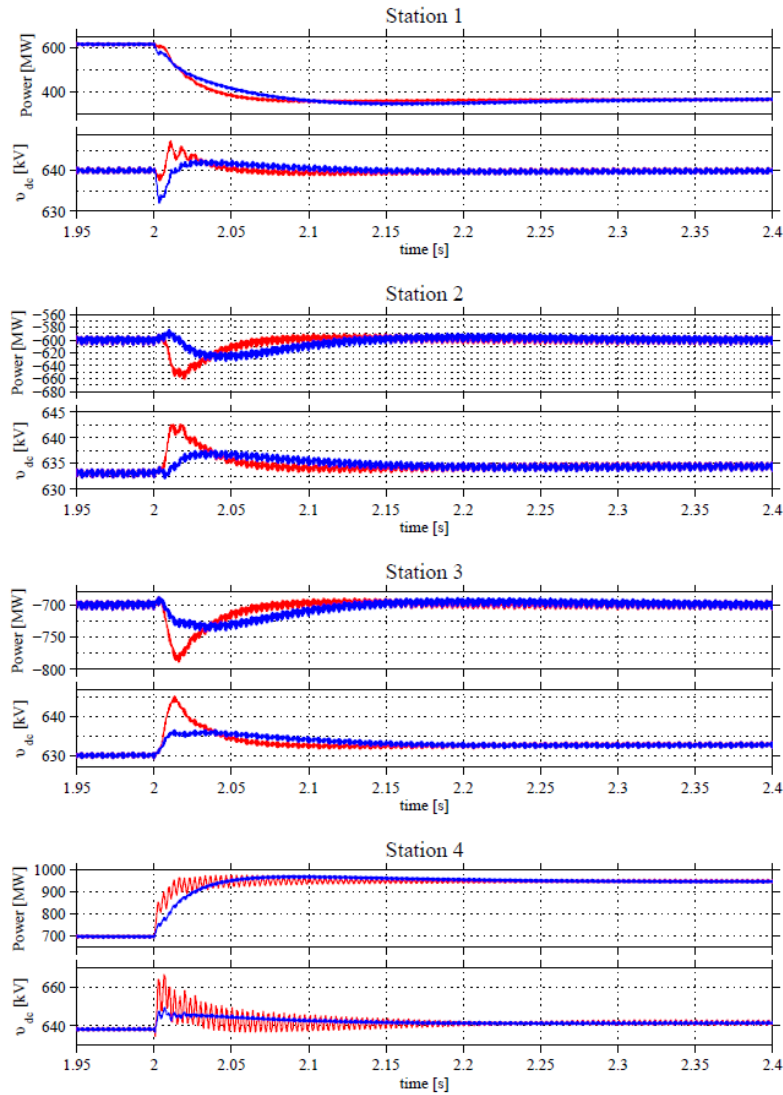 Station 1
Power [MW]
600
400
υ dc [kV]
640
630
1.95 2 2.05 2.1 2.15 2.2 2.25 2.3 2.35 2.4
time [s]
Station 2
Power [MW]
−560
−580
−600
−620
−640
−660
−680
υ dc [kV]
645
640
635
630
1.95 2 2.05 2.1 2.15 2.2 2.25 2.3 2.35 2.4
time [s]
Station 3
Power [MW]
−700
−750
−800
υ dc [kV]
640
630
1.95 2 2.05 2.1 2.15 2.2 2.25 2.3 2.35 2.4
time [s]
Station 4
Power [MW]
1000
900
800
700
υ dc [kV]
660
640
1.95 2 2.05 2.1 2.15 2.2 2.25 2.3 2.35 2.4
time [s]